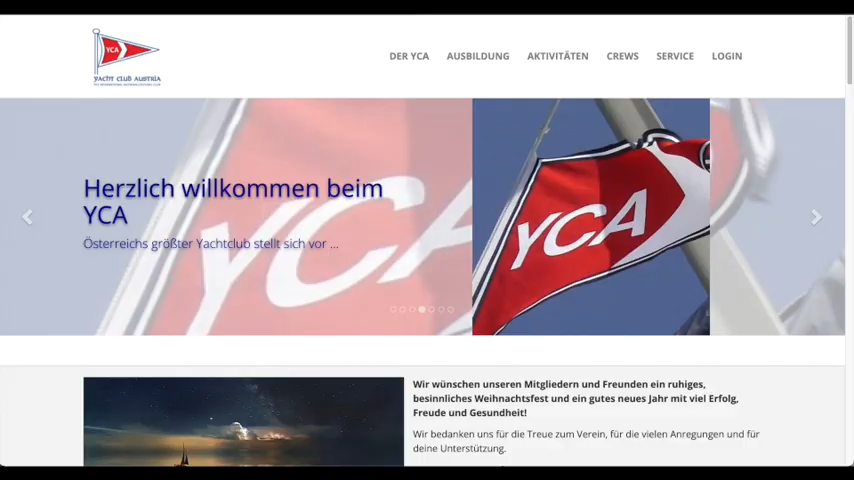 YCA
YACHT CLUB AUSTRIA
DER YCA
AUSBILDUNG
AKTIVITÄTEN
CREWS
SERVICE
LOGIN
Herzlich willkommen beim
YCA
Österreichs größter Yachtclub stellt sich vor ...
YCA
YCA
Wir wünschen unseren Mitgliedern und Freunden ein ruhiges,
besinnliches Weihnachtsfest und ein gutes neues Jahr mit viel Erfolg,
Freude und Gesundheit!
Wir bedanken uns für die Treue zum Verein, für die vielen Anregungen und für
deine Unterstützung.